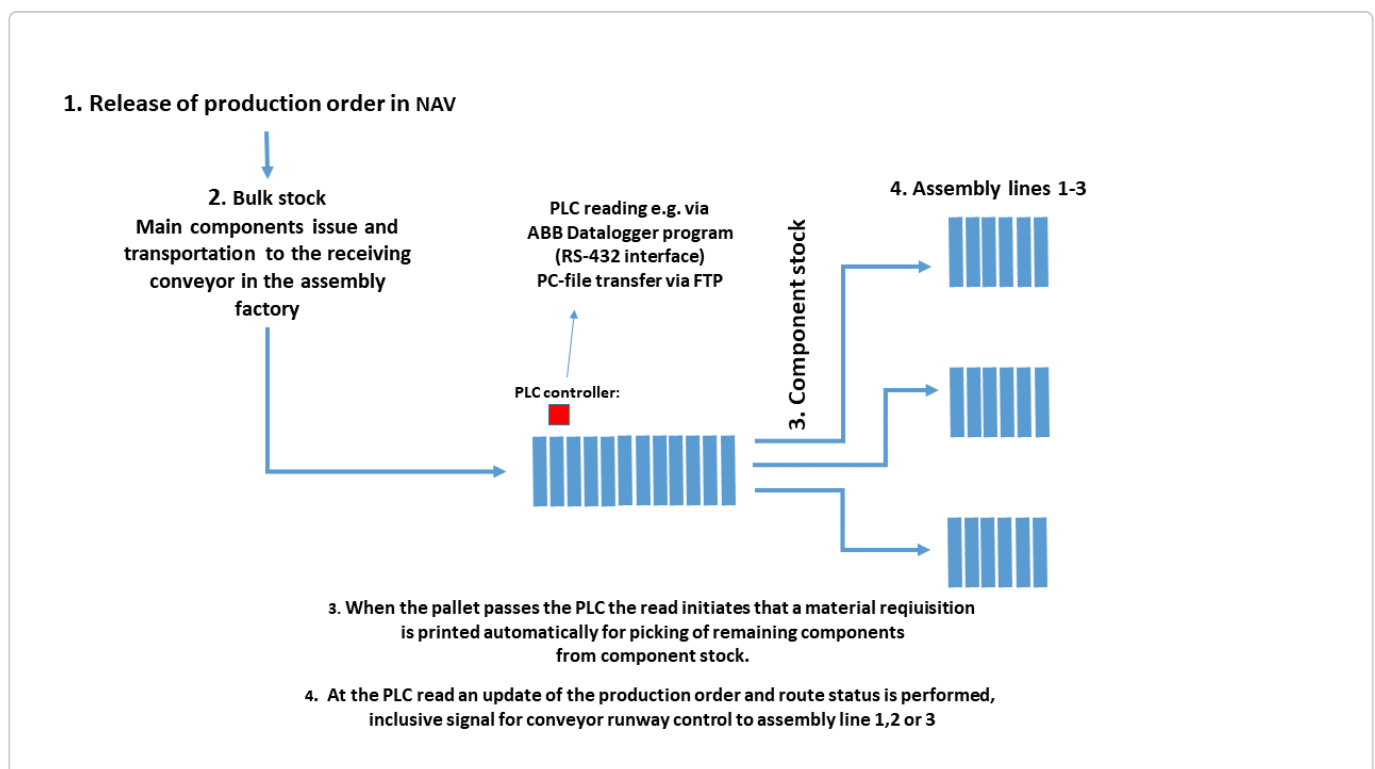 1. Release of production order in NAV
2. Bulk stock
Main components issue and
transportation to the receiving
conveyor in the assembly
factory
PLC reading e.g. via
ABB Datalogger program
(RS-432 interface)
PC-file transfer via FTP
PLC controller:
3. Component stock
4. Assembly lines 1-3
3. When the pallet passes the PLC the read initiates that a material reqiuisition
is printed automatically for picking of remaining components
from component stock.
4. At the PLC read an update of the production order and route status is performed,
inclusive signal for conveyor runway control to assembly line 1,2 or 3